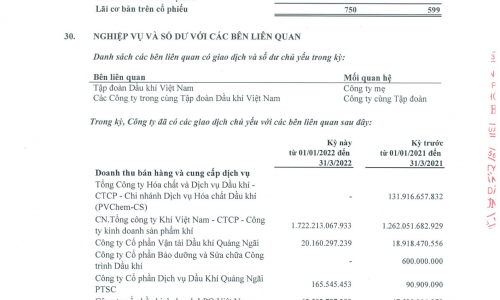 Lãi cơ bản trên cổ phiếu 750 599
30. NGHIỆP VỤ VÀ SỐ DƯ VỚI CÁC BÊN LIÊN QUAN
Danh sách các bên liên quan có giao dịch và số dư chủ yếu trong kỳ:
Bên liên quan Mối quan hệ
Tập đoàn Dầu khí Việt Nam Công ty mẹ
Các Công ty trong cùng Tập đoàn Dầu khí Việt Nam Công ty cùng Tập đoàn
Trong kỳ, Công ty đã có các giao dịch chủ yếu với các bên liên quan sau đây:
Kỳ này Kỳ trước
từ 01/01/2022 đến từ 01/01/2021 đến
31/3/2022 31/3/2021
Doanh thu bán hàng và cung cấp dịch vụ
Tổng Công ty Hóa chất và Dịch vụ Dầu khí -
CTCP - Chi nhánh Dịch vụ Hóa chất Dầu khí - 131.916.657.832
(PVChem-CS)
CN.Tổng công ty Khí Việt Nam - CTCP - Công
ty kinh doanh sản phẩm khí 1.722.213.067.933 1.262.051.682.929
Công ty Cổ phần Vận tải Dầu khí Quảng Ngãi 20.160.297.239 18.918.470.556
Công ty Cổ phần Bảo dưỡng và Sửa chữa Công - 600.000.000
trình Dầu khí
Công ty Cổ phần Dịch vụ Dầu Khí Quảng Ngãi 165.545.453 90.909.090
PTSC